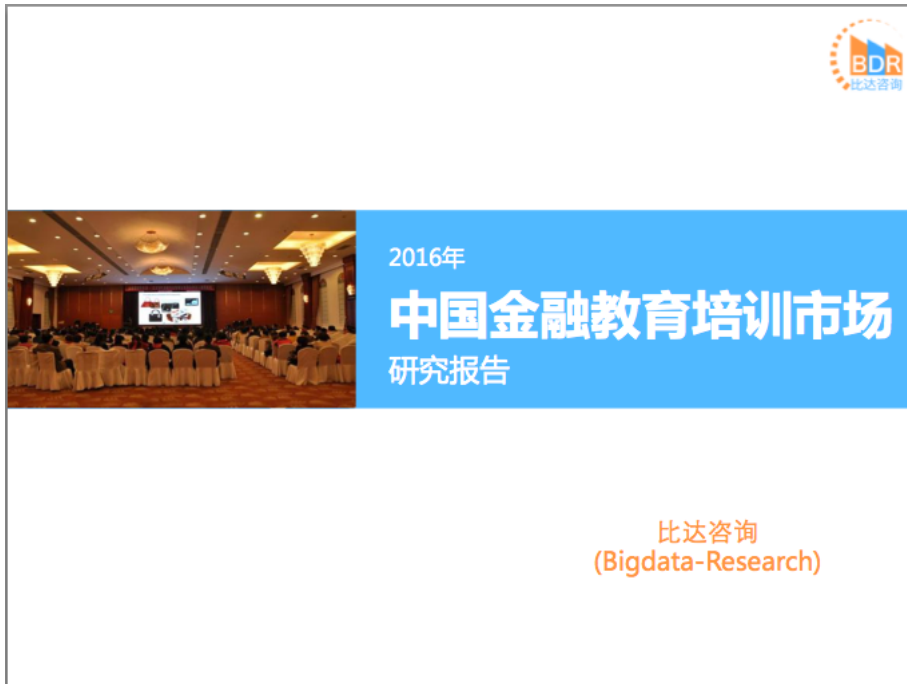 BDR
比达咨询
2016年
中国金融教育培训市场
研究报告
比达咨询
(Bigdata-Research)